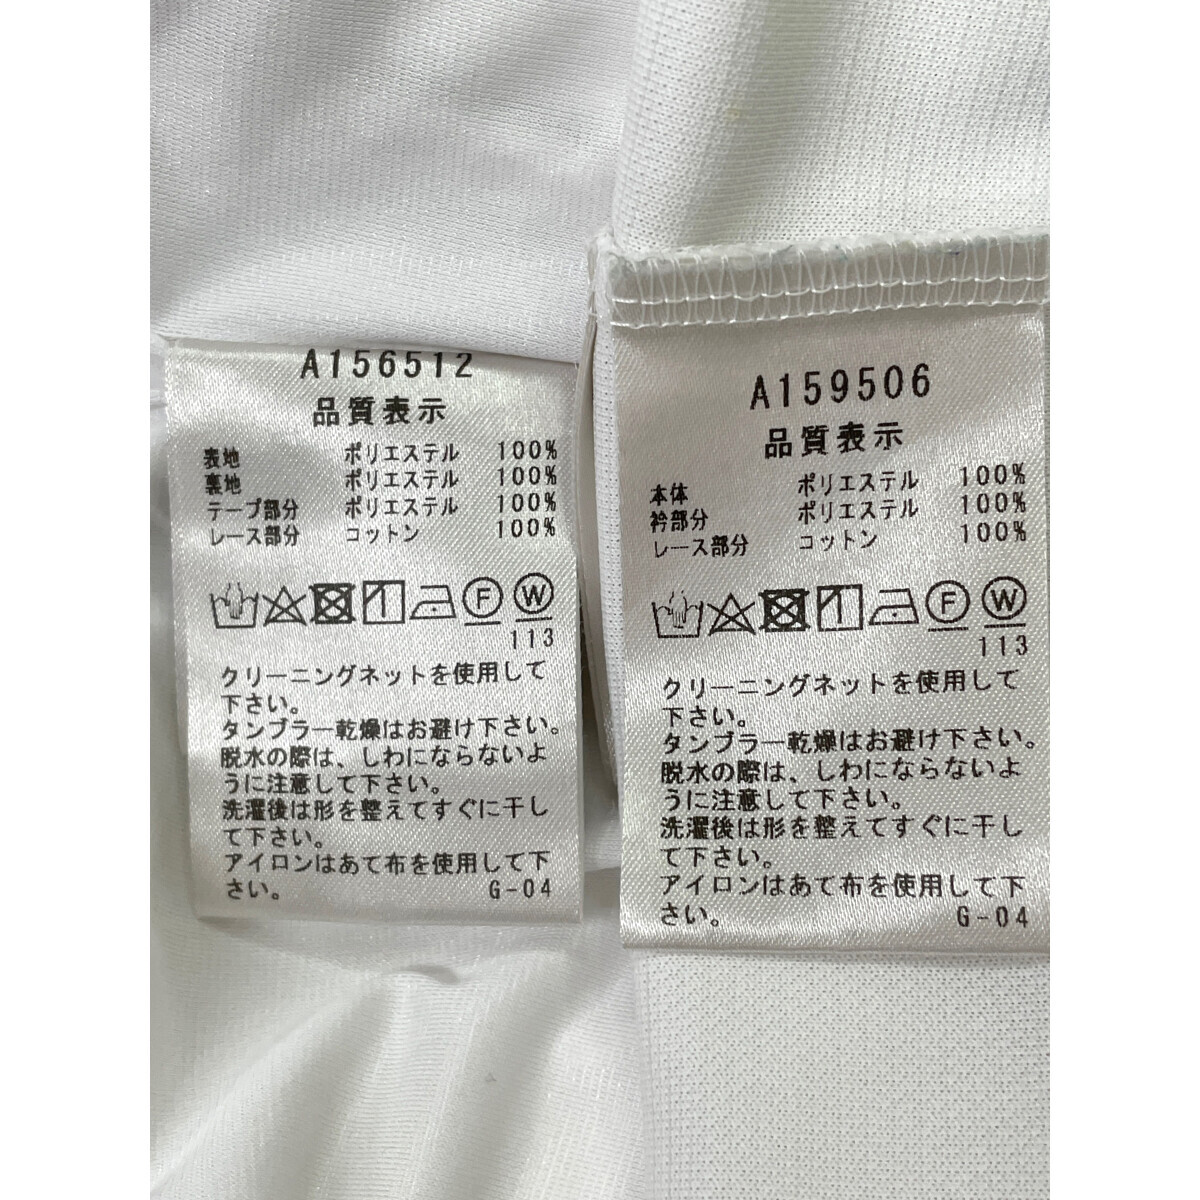 A156512
品質表示
表地 ポリエステル 100%
裏地 ポリエステル 100%
テープ部分 ポリエステル 100%
レース部分 コットン 100%
F W
113
クリーニングネットを使用して
下さい。
タンブラー乾燥はお避け下さい。
脱水の際は、しわにならないよ
うに注意して下さい。
洗濯後は形を整えてすぐに干し
て下さい。
アイロンはあて布を使用して下
さい。 G-04
A159506
品質表示
本体 ポリエステル 100%
衿部分 ポリエステル 100%
レース部分 コットン 100%
F W
113
クリーニングネットを使用して
下さい。
タンブラー乾燥はお避け下さい。
脱水の際は、しわにならないよ
うに注意して下さい。
洗濯後は形を整えてすぐに干し
て下さい。
アイロンはあて布を使用して下
さい。 G-04